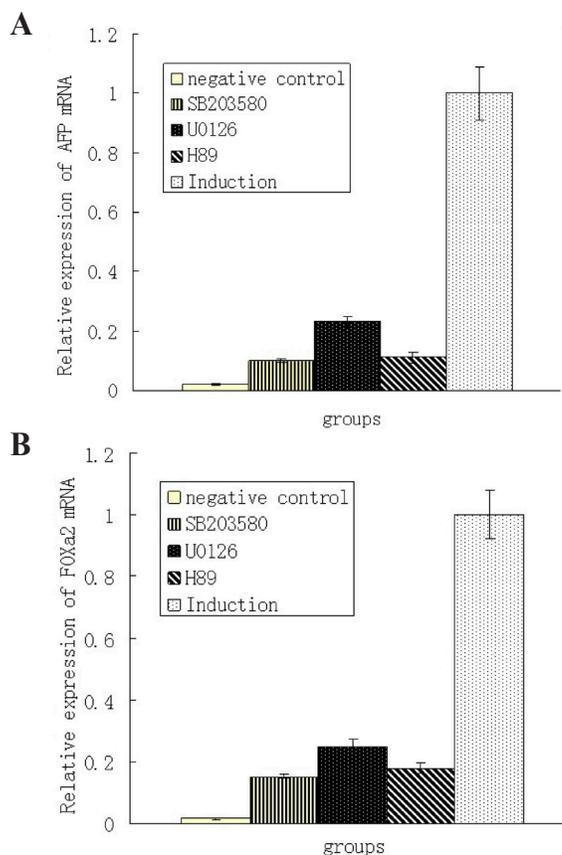 A
Relative expression of AFP mRNA
1.2
1
0.8
0.6
0.4
0.2
0
negative control
SB203580
U0126
H89
Induction
groups
B
Relative expression of FOXa2 mRNA
1.2
1
0.8
0.6
0.4
0.2
0
negative control
SB203580
U0126
H89
Induction
groups